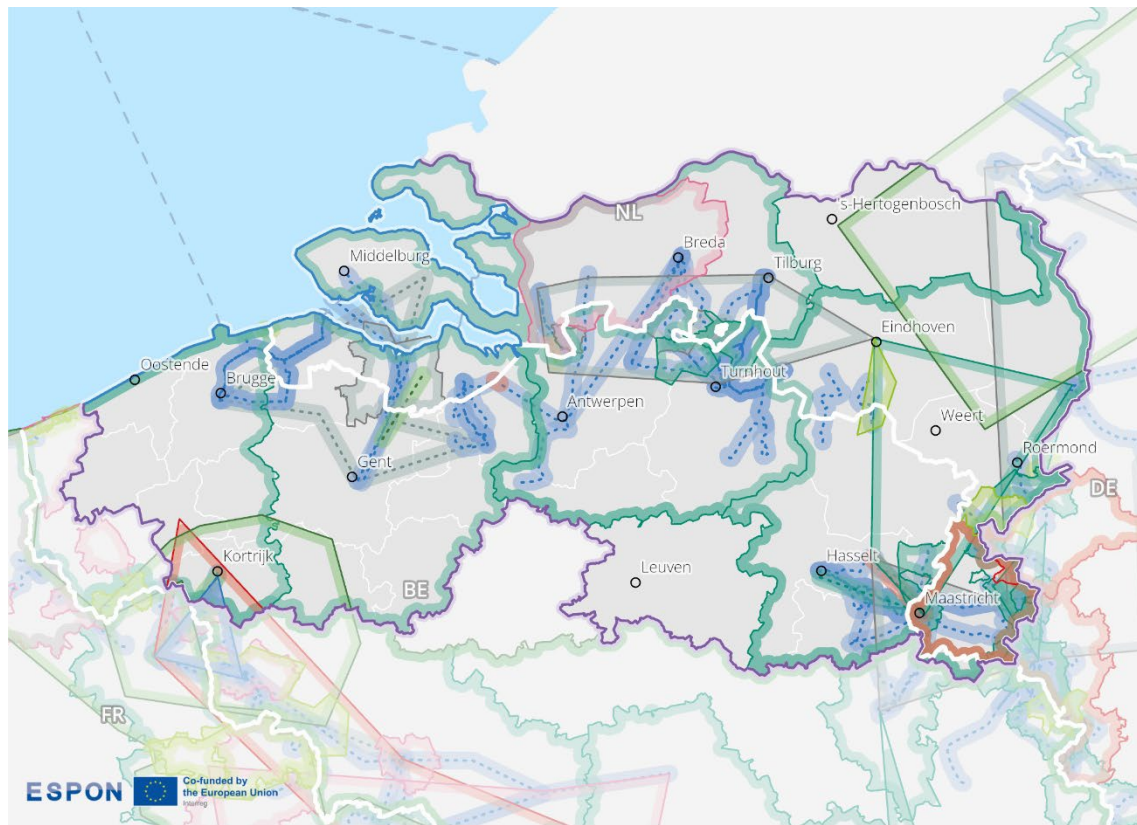 's-Hertogenbosch
NL
Breda
Middelburg
Tilburg
Eindhoven
Oostende
Brugge
Turnhout
Antwerpen
Weert
Gent
Roermond
DE
Kortrijk
Hasselt
BE
Leuven
Maastricht
FR
ESPON
Co-funded by
the European Union
Interreg